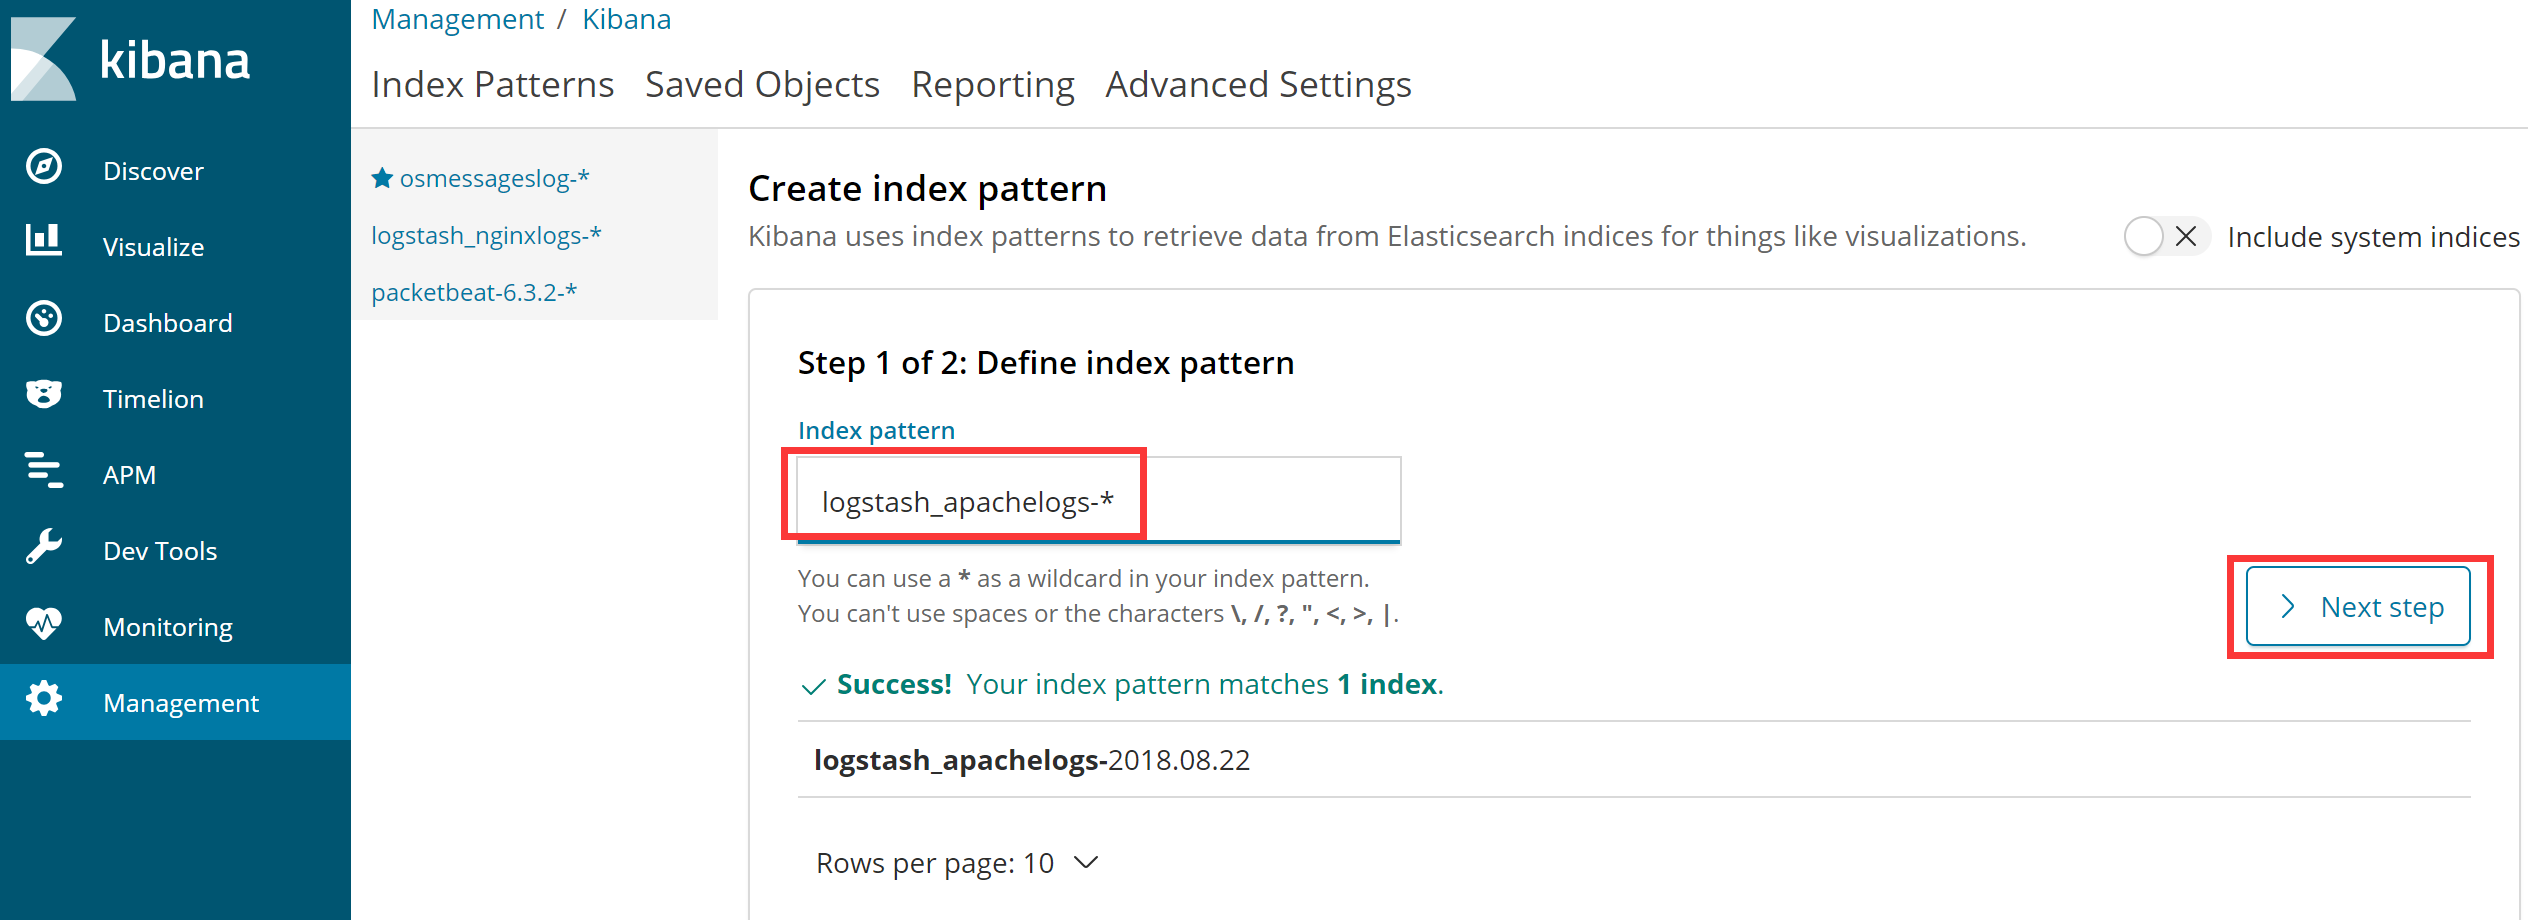 kibana
Discover
Visualize
Dashboard
Timelion
APM
Dev Tools
Monitoring
Management
Management / Kibana
Index Patterns Saved Objects Reporting Advanced Settings
osmessageslog-*
logstash_nginxlogs-*
packetbeat-6.3.2-*
Create index pattern
Kibana uses index patterns to retrieve data from Elasticsearch indices for things like visualizations.
Include system indices
Step 1 of 2: Define index pattern
Index pattern
logstash_apachelogs-*
You can use a * as a wildcard in your index pattern.
You can't use spaces or the characters \, /, ?, ", <, >, |.
Next step
Success! Your index pattern matches 1 index.
logstash_apachelogs-2018.08.22
Rows per page: 10